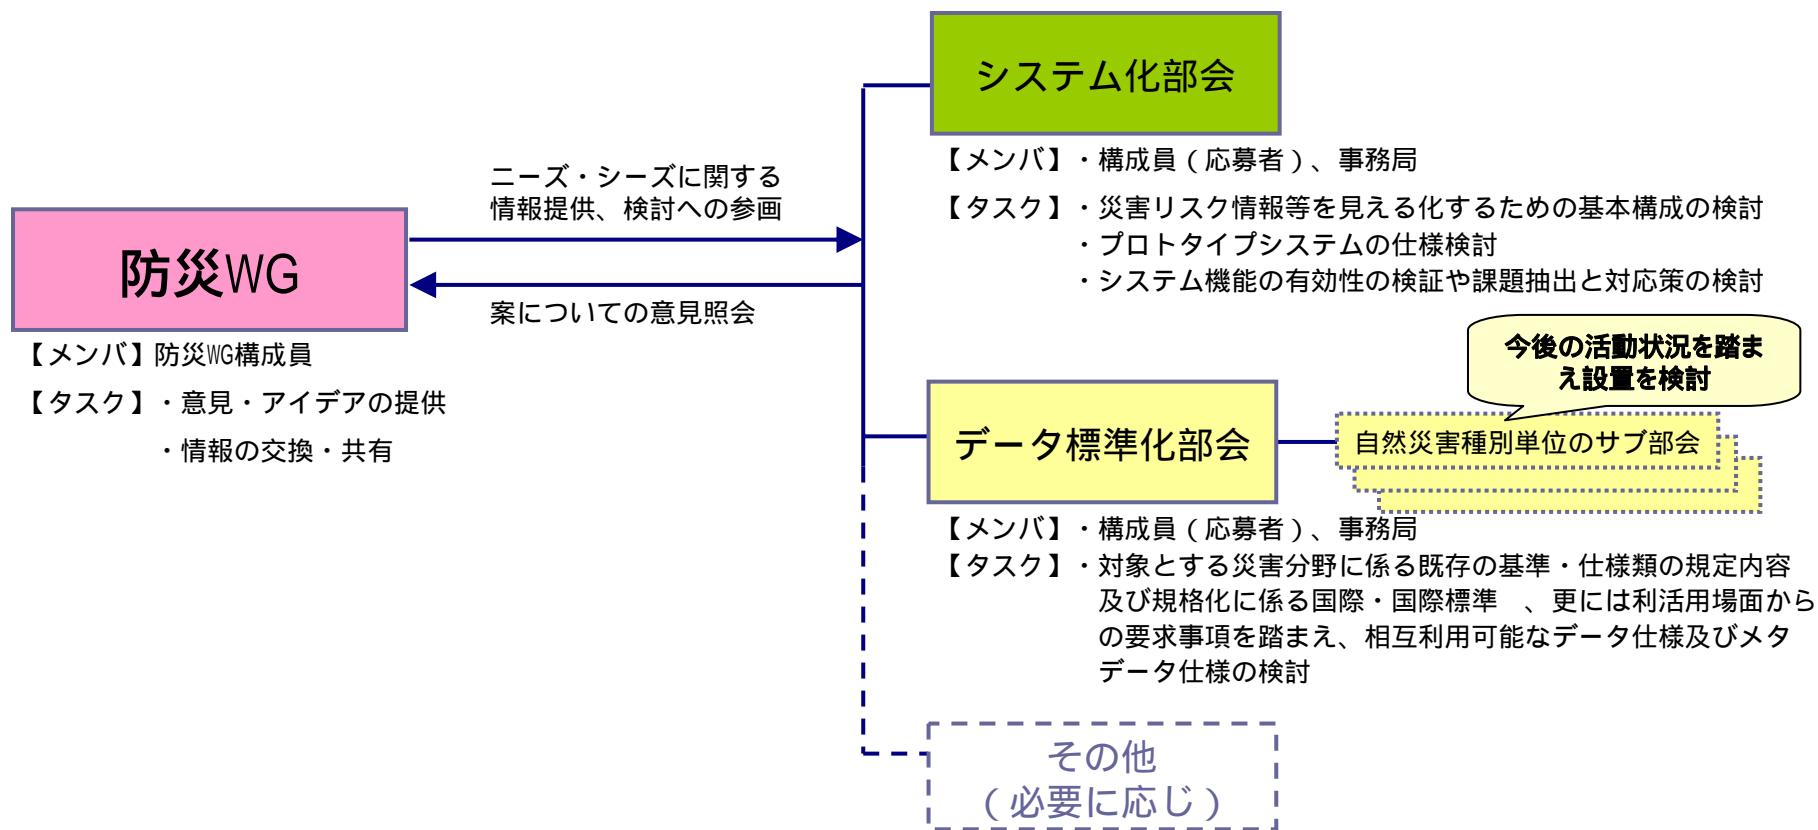 システム化部会
【メンバ】・構成員（応募者）、事務局
【タスク】・災害リスク情報等を見える化するための基本構成の検討
・プロトタイプシステムの仕様検討
・システム機能の有効性の検証や課題抽出と対応策の検討
ニーズ・シーズに関する
情報提供、検討への参画
防災WG
案についての意見照会
【メンバ】防災WG構成員
【タスク】・意見・アイデアの提供
・情報の交換・共有
今後の活動状況を踏ま
え設置を検討
データ標準化部会
自然災害種別単位のサブ部会
【メンバ】・構成員（応募者）、事務局
【タスク】・対象とする災害分野に係る既存の基準・仕様類の規定内容
及び規格化に係る国際・国際標準　、更には利活用場面から
の要求事項を踏まえ、相互利用可能なデータ仕様及びメタ
データ仕様の検討
その他
（必要に応じ）